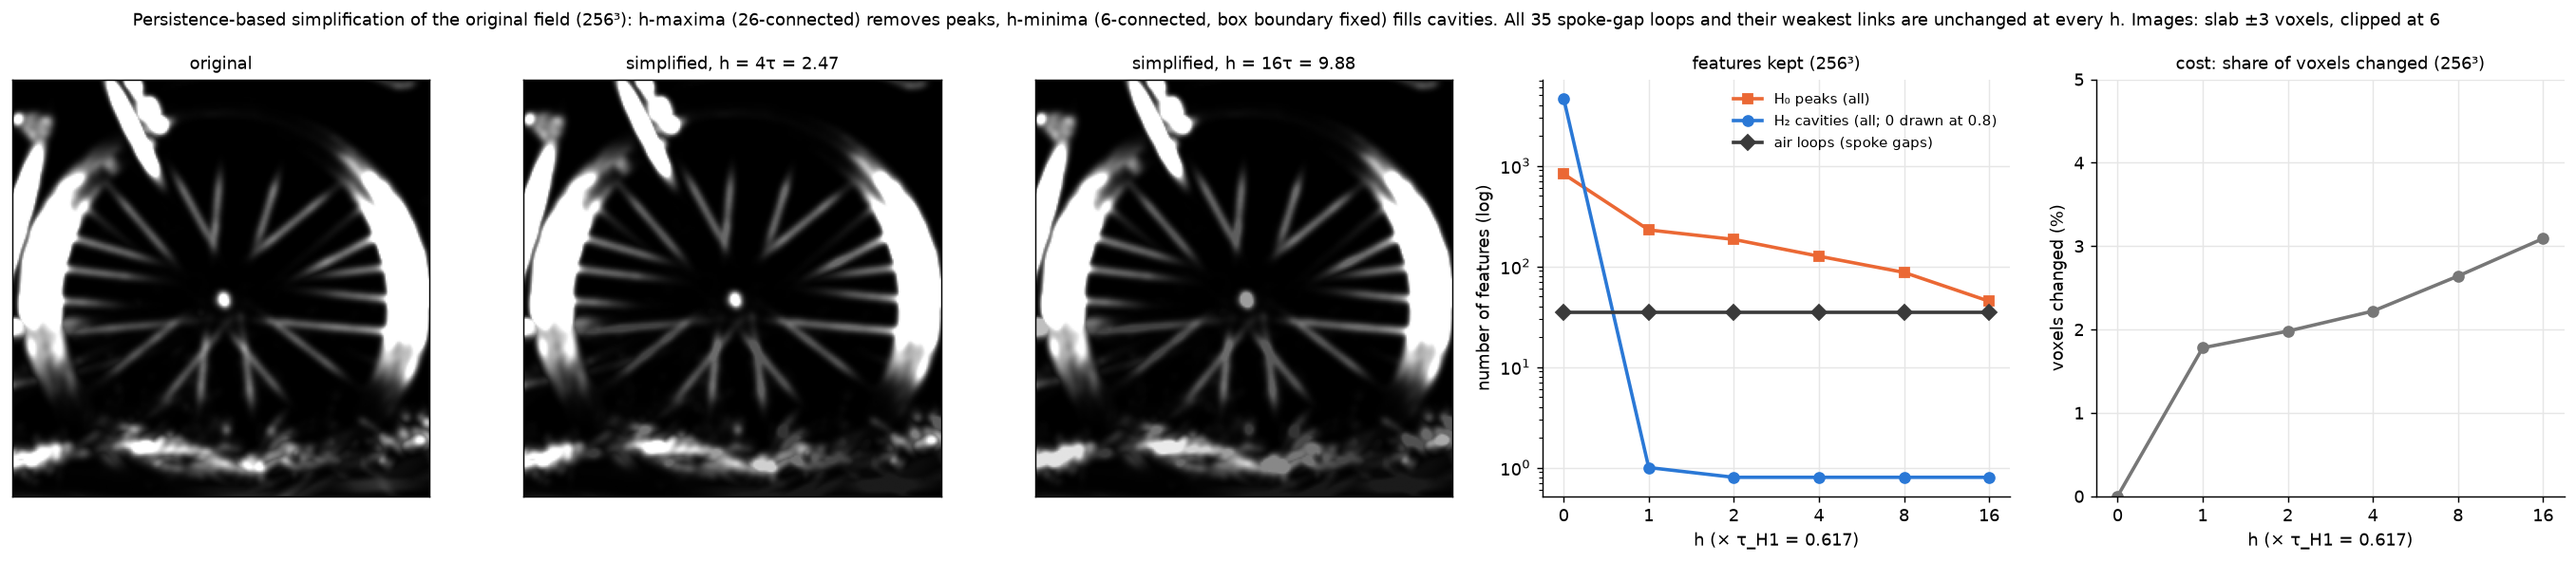 Persistence-based simplification of the original field (256³): h-maxima (26-connected) removes peaks, h-minima (6-connected, box boundary fixed) fills cavities. All 35 spoke-gap loops and their weakest links are unchanged at every h. Images: slab ±3 voxels, clipped at 6
original
simplified, h = 4τ = 2.47
simplified, h = 16τ = 9.88
features kept (256³)
number of features (log)
10³
10²
10¹
10⁰
H₀ peaks (all)
H₂ cavities (all; 0 drawn at 0.8)
air loops (spoke gaps)
0 1 2 4 8 16
h (× τ_H1 = 0.617)
cost: share of voxels changed (256³)
voxels changed (%)
5
4
3
2
1
0
0 1 2 4 8 16
h (× τ_H1 = 0.617)